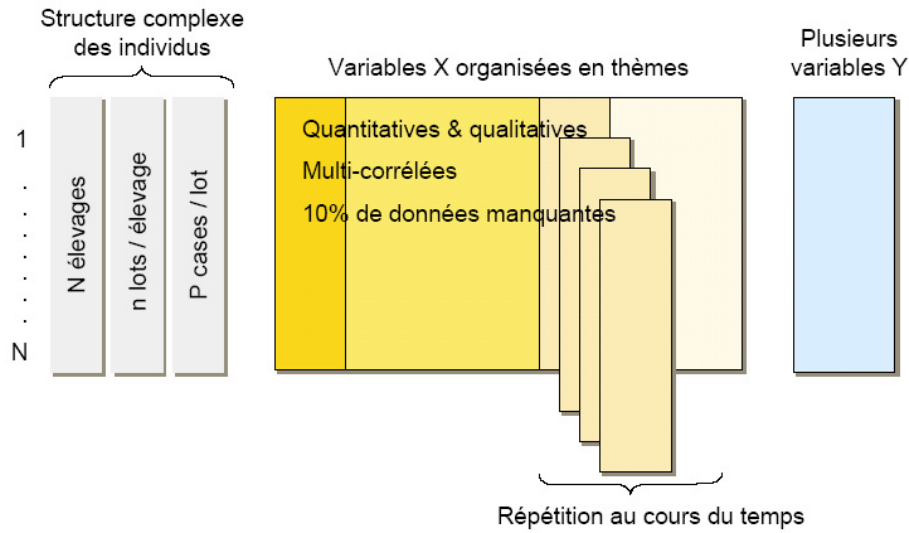 Structure complexe
des individus
Variables X organisées en thèmes
Plusieurs
variables Y
1
.
.
.
.
.
.
.
N
N élevages
n lots / élevage
P cases / lot
Quantitatives & qualitatives
Multi-corrélées
10% de données manquantes
Répétition au cours du temps